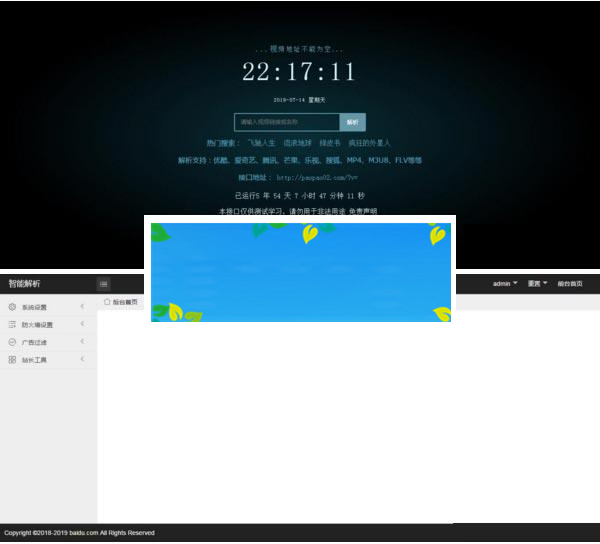 ...视频地址不能为空...
22:17:11
2019-07-14 星期天
请输入视频链接或名称 解析
热门搜索： 飞驰人生 流浪地球 绿皮书 疯狂的外星人
解析支持：优酷、爱奇艺、腾讯、芒果、乐视、搜狐、MP4、M3U8、FLV等等
接口地址： http://paopao02.com/?v=
已运行5 年 54 天 7 小时 47 分钟 11 秒
本接口仅供测试学习，请勿用于非法用途 免责声明
智能解析 admin 重置 前台首页
系统设置 后台首页
防火墙设置
广告过滤
站长工具
Copyright ©2018-2019 baidu.com All Rights Reserved